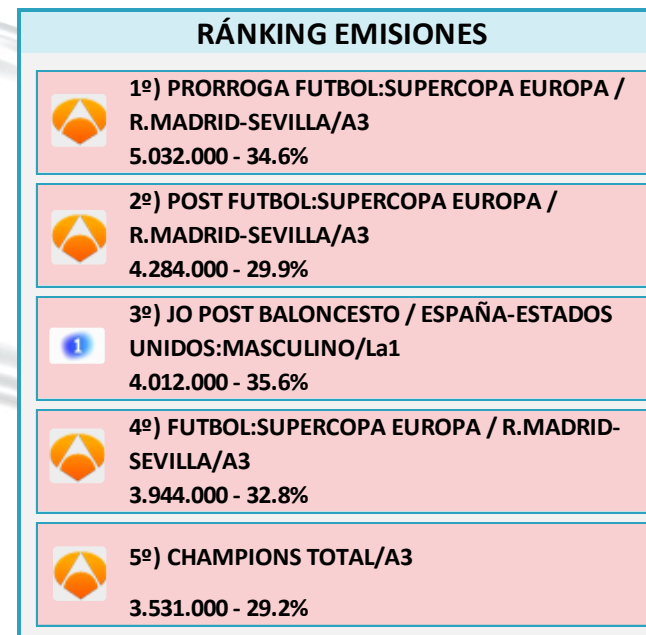 RÁNKING EMISIONES
1º) PRORROGA FUTBOL:SUPERCOPA EUROPA /
R.MADRID-SEVILLA/A3
5.032.000 - 34.6%
2º) POST FUTBOL:SUPERCOPA EUROPA /
R.MADRID-SEVILLA/A3
4.284.000 - 29.9%
1
3º) JO POST BALONCESTO / ESPAÑA-ESTADOS
UNIDOS:MASCULINO/La1
4.012.000 - 35.6%
4º) FUTBOL:SUPERCOPA EUROPA / R.MADRID-
SEVILLA/A3
3.944.000 - 32.8%
5º) CHAMPIONS TOTAL/A3
3.531.000 - 29.2%